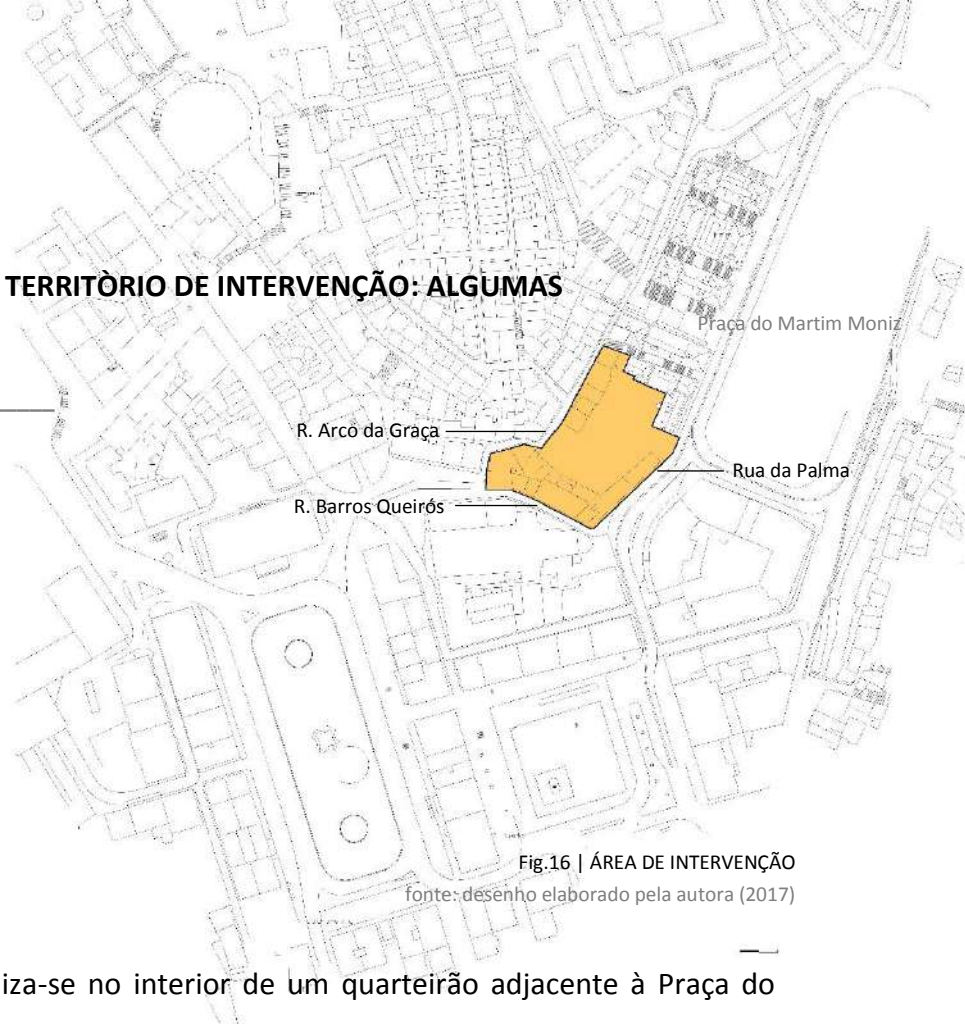 TERRITÒRIO DE INTERVENÇÃO: ALGUMAS
Praça do Martim Moniz
R. Arco da Graça
Rua da Palma
R. Barros Queirós
Fig.16 | ÁREA DE INTERVENÇÃO
fonte: desenho elaborado pela autora (2017)
iza-se no interior de um quarteirão adjacente à Praça do